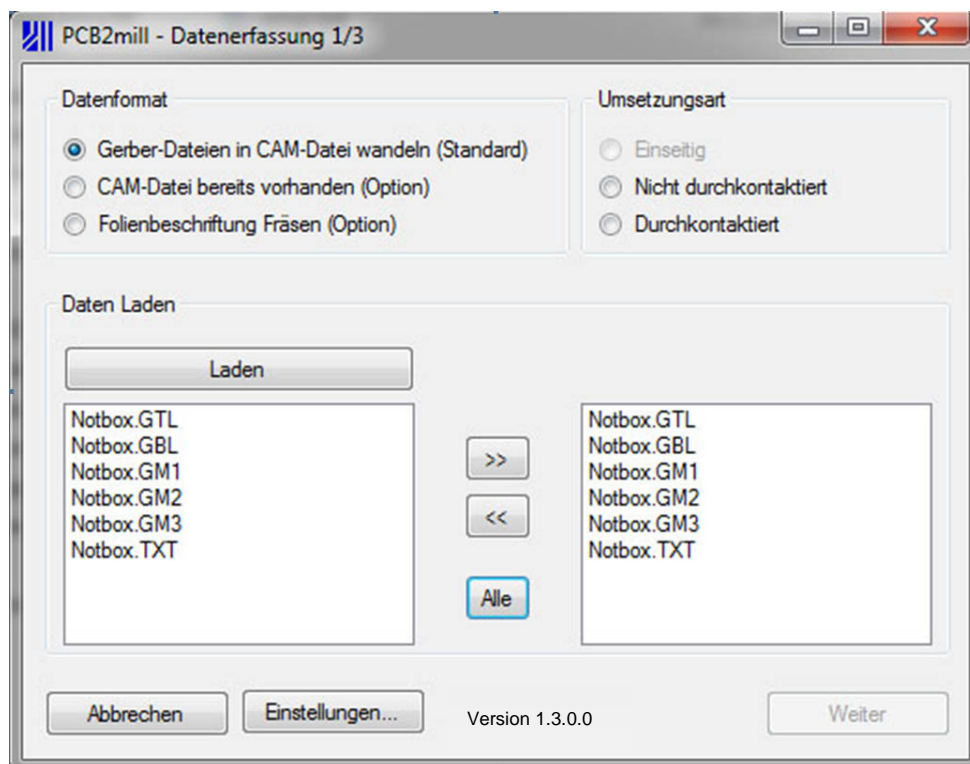 PCB2mill - Datenerfassung 1/3
Datenformat
Gerber-Dateien in CAM-Datei wandeln (Standard)
CAM-Datei bereits vorhanden (Option)
Folienbeschriftung Fräsen (Option)
Umsetzungsart
Einseitig
Nicht durchkontaktiert
Durchkontaktiert
Daten Laden
Laden
Notbox.GTL
Notbox.GBL
Notbox.GM1
Notbox.GM2
Notbox.GM3
Notbox.TXT
>>
<<
Alle
Notbox.GTL
Notbox.GBL
Notbox.GM1
Notbox.GM2
Notbox.GM3
Notbox.TXT
Abbrechen
Einstellungen...
Version 1.3.0.0
Weiter